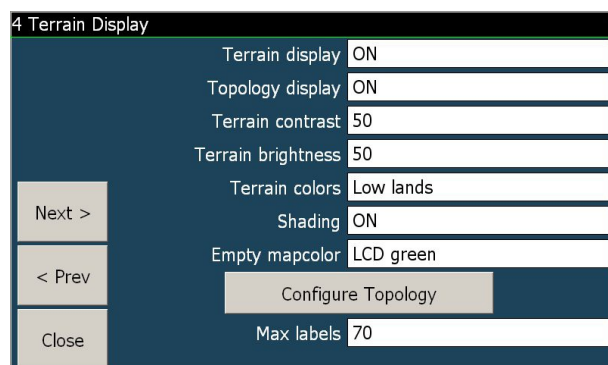 4 Terrain Display
Terrain display ON
Topology display ON
Terrain contrast 50
Terrain brightness 50
Terrain colors Low lands
Shading ON
Empty mapcolor LCD green
Configure Topology
Max labels 70
Next >
< Prev
Close